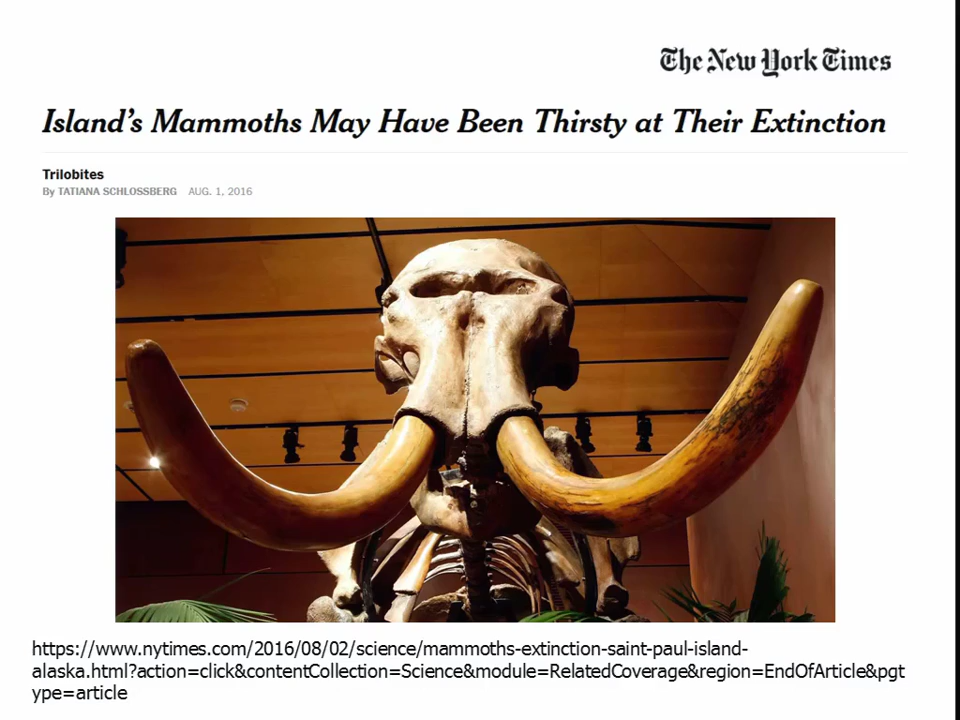 The New York Times
Island's Mammoths May Have Been Thirsty at Their Extinction
Trilobites
By TATIANA SCHLOSSBERG AUG. 1, 2016
https://www.nytimes.com/2016/08/02/science/mammoths-extinction-saint-paul-island-
alaska.html?action=click&contentCollection=Science&module=RelatedCoverage&region=EndOfArticle&pgt
ype=article